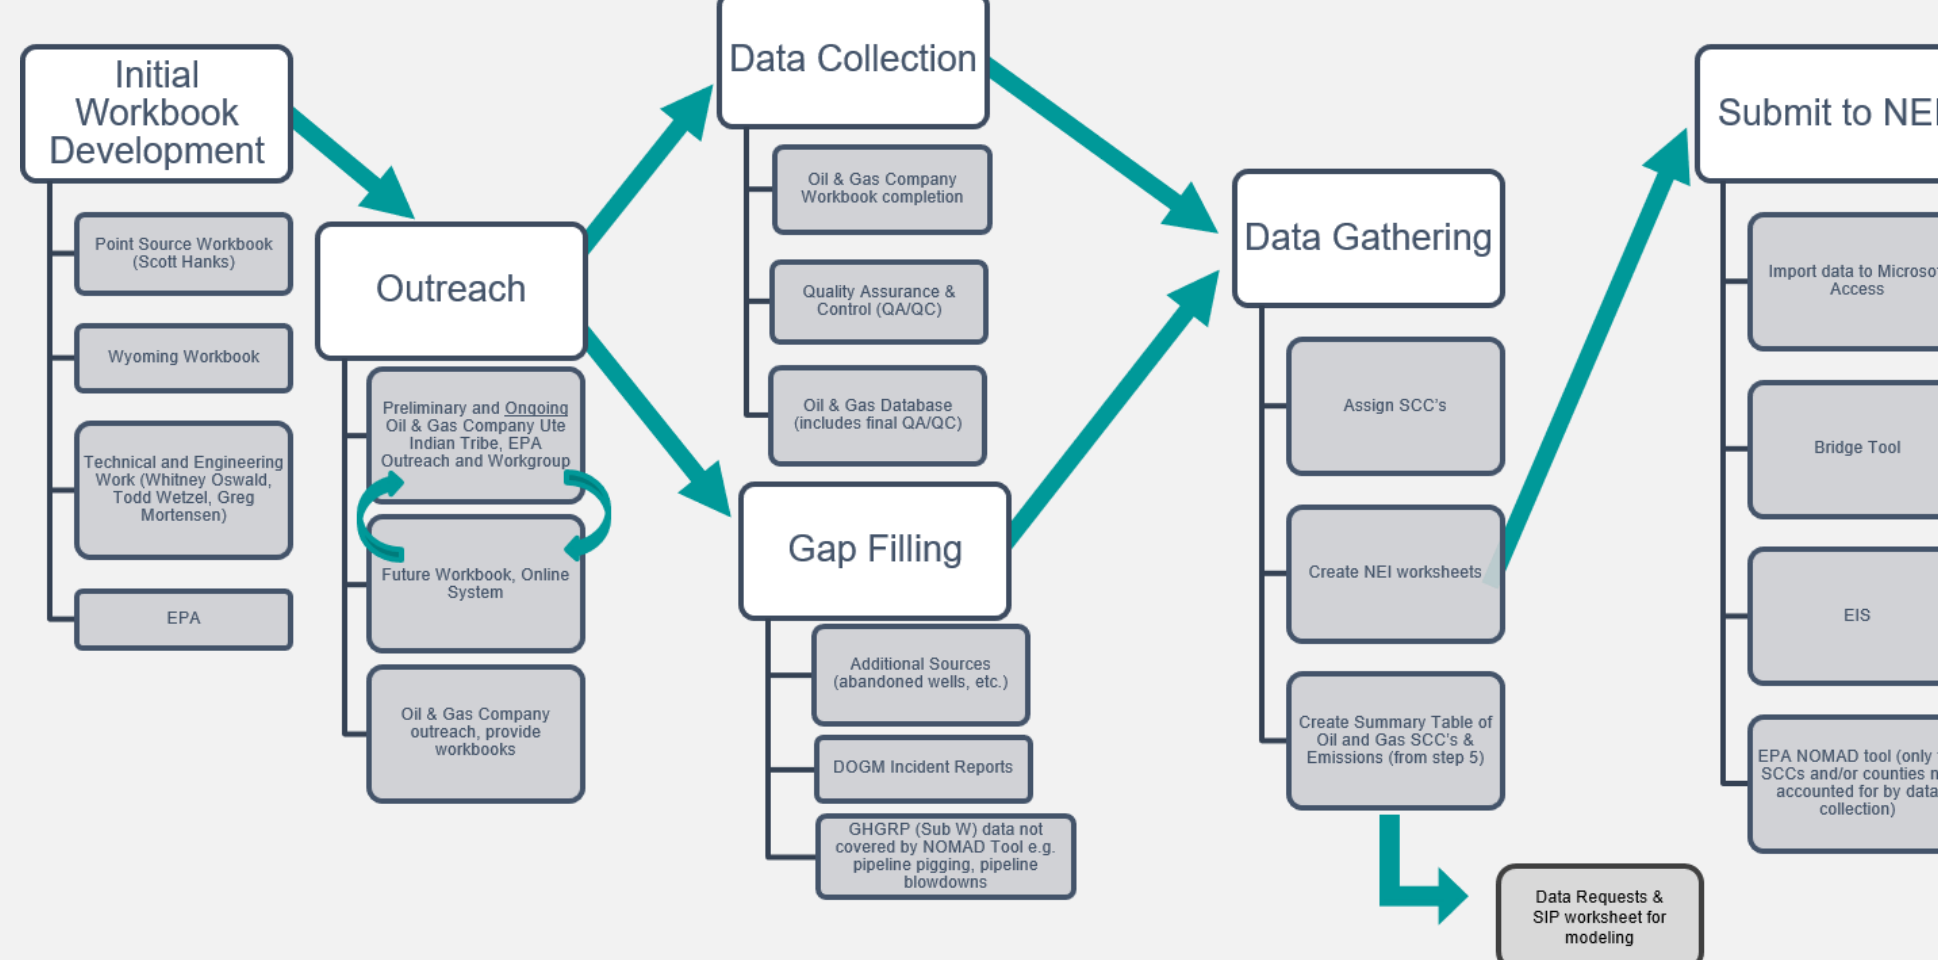 Initial
Workbook
Development
Point Source Workbook
(Scott Hanks)
Wyoming Workbook
Technical and Engineering
Work (Whitney Oswald,
Todd Wetzel, Greg
Mortensen)
EPA
Outreach
Preliminary and Ongoing
Oil & Gas Company Ute
Indian Tribe, EPA
Outreach and Workgroup
Future Workbook, Online
System
Oil & Gas Company
outreach, provide
workbooks
Data Collection
Oil & Gas Company
Workbook completion
Quality Assurance &
Control (QA/QC)
Oil & Gas Database
(includes final QA/QC)
Gap Filling
Additional Sources
(abandoned wells, etc.)
DOGM Incident Reports
GHGRP (Sub W) data not
covered by NOMAD Tool e.g.
pipeline pigging, pipeline
blowdowns
Data Gathering
Assign SCC's
Create NEI worksheets
Create Summary Table of
Oil and Gas SCC's &
Emissions (from step 5)
Data Requests &
SIP worksheet for
modeling
Submit to NEI
Import data to
Access
Bridge Tool
EIS
EPA NOMAD tool (only
SCCs and/or counties
accounted for by data
collection)